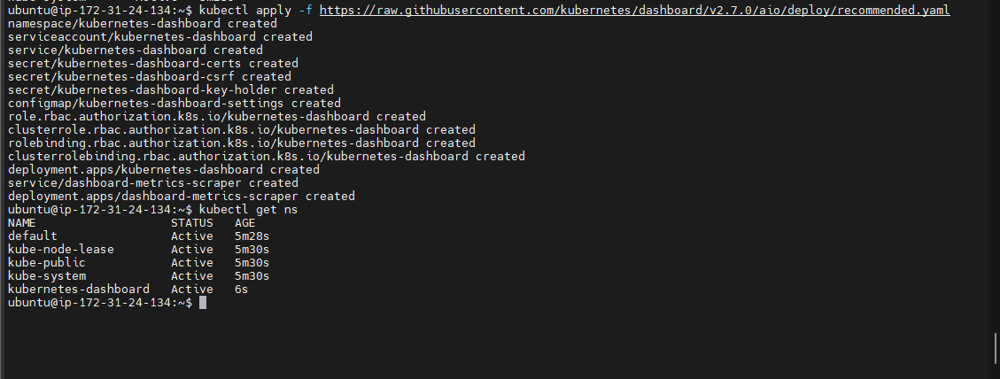 ubuntu@ip-172-31-24-134:~$ kubectl apply -f https://raw.githubusercontent.com/kubernetes/dashboard/v2.7.0/aio/deploy/recommended.yaml
namespace/kubernetes-dashboard created
serviceaccount/kubernetes-dashboard created
service/kubernetes-dashboard created
secret/kubernetes-dashboard-certs created
secret/kubernetes-dashboard-csrf created
secret/kubernetes-dashboard-key-holder created
configmap/kubernetes-dashboard-settings created
role.rbac.authorization.k8s.io/kubernetes-dashboard created
clusterrole.rbac.authorization.k8s.io/kubernetes-dashboard created
rolebinding.rbac.authorization.k8s.io/kubernetes-dashboard created
clusterrolebinding.rbac.authorization.k8s.io/kubernetes-dashboard created
deployment.apps/kubernetes-dashboard created
service/dashboard-metrics-scraper created
deployment.apps/dashboard-metrics-scraper created
ubuntu@ip-172-31-24-134:~$ kubectl get ns
NAME                   STATUS   AGE
default                Active   5m28s
kube-node-lease        Active   5m30s
kube-public            Active   5m30s
kube-system            Active   5m30s
kubernetes-dashboard   Active   6s
ubuntu@ip-172-31-24-134:~$